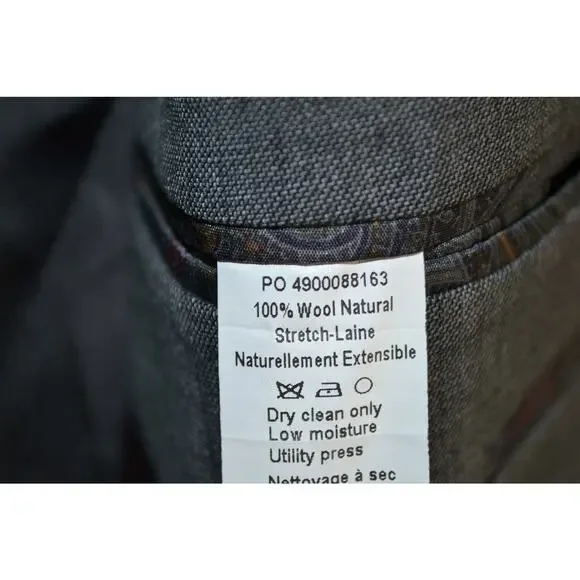 PO 4900088163
100% Wool Natural
Stretch-Laine
Naturellement Extensible
Dry clean only
Low moisture
Utility press
Nettoyage à sec